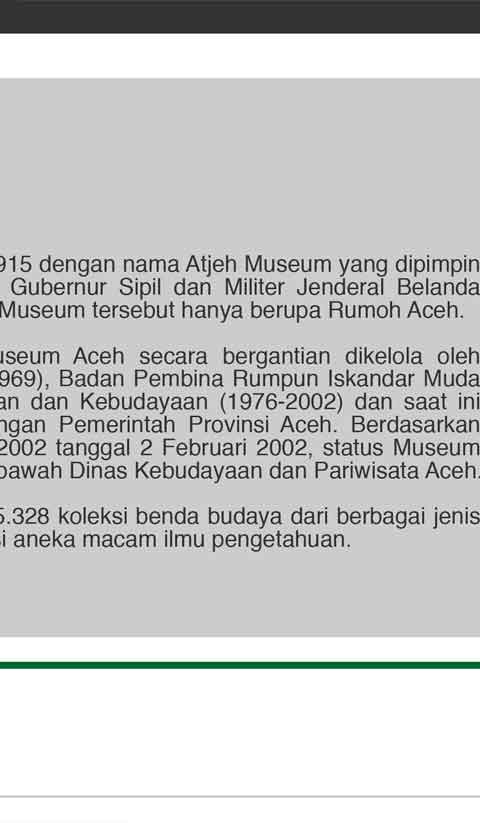 915 dengan nama Atjeh Museum yang dipimpin
Gubernur Sipil dan Militer Jenderal Belanda
Museum tersebut hanya berupa Rumoh Aceh.
useum Aceh secara bergantian dikelola oleh
969), Badan Pembina Rumpun Iskandar Muda
an dan Kebudayaan (1976-2002) dan saat ini
ngan Pemerintah Provinsi Aceh. Berdasarkan
2002 tanggal 2 Februari 2002, status Museum
bawah Dinas Kebudayaan dan Pariwisata Aceh.
5.328 koleksi benda budaya dari berbagai jenis
si aneka macam ilmu pengetahuan.